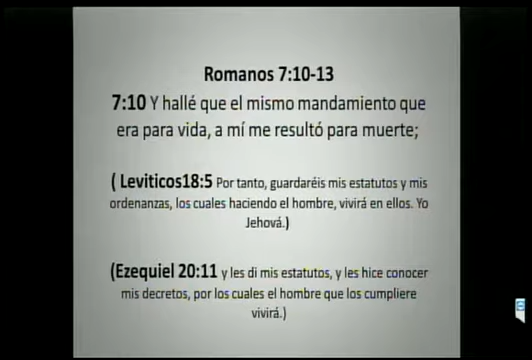 Romanos 7:10-13
7:10 Y hallé que el mismo mandamiento que
era para vida, a mí me resultó para muerte;
( Leviticos18:5 Por tanto, guardaréis mis estatutos y mis
ordenanzas, los cuales haciendo el hombre, vivirá en ellos. Yo
Jehová.)
(Ezequiel 20:11 y les di mis estatutos, y les hice conocer
mis decretos, por los cuales el hombre que los cumpliere
vivirá.)